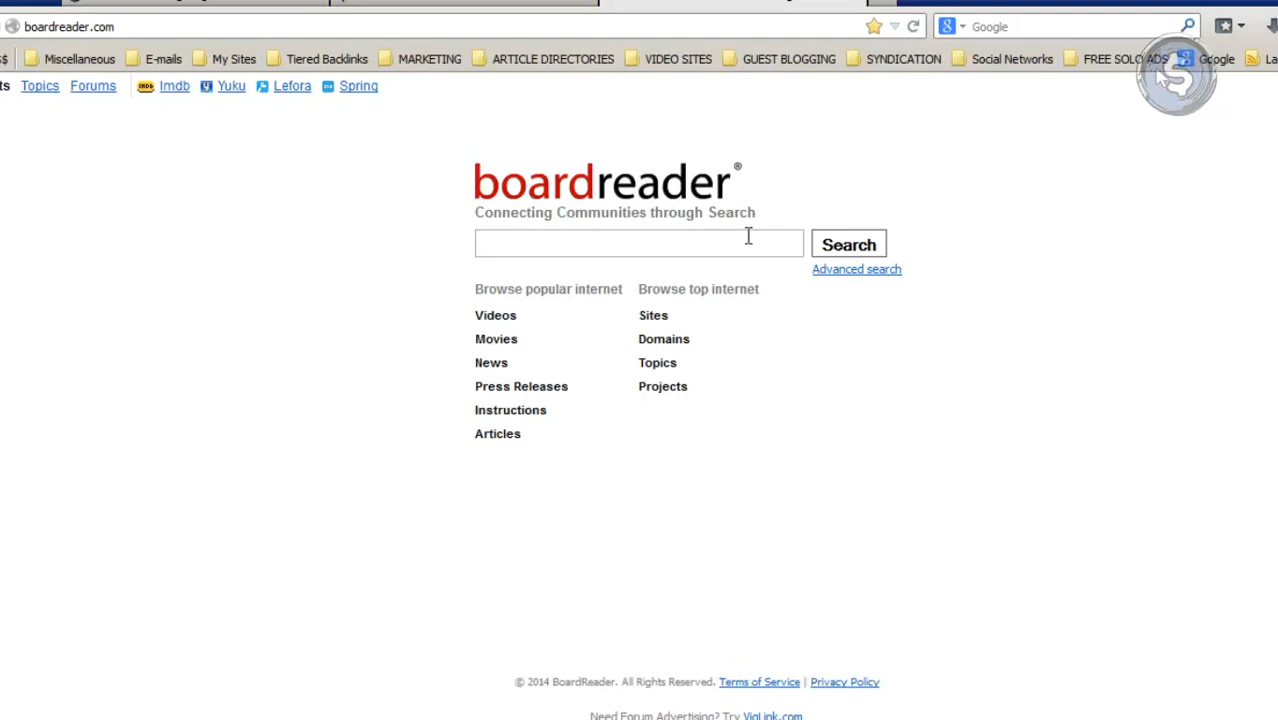 boardreader.com
Google
$
Miscellaneous
E-mails
My Sites
Tiered Backlinks
MARKETING
ARTICLE DIRECTORIES
VIDEO SITES
GUEST BLOGGING
SYNDICATION
Social Networks
FREE SOLO ADS
Google
La
ts Topics Forums Imdb Yuku Lefora Spring
boardreader®
Connecting Communities through Search
Search
Advanced search
Browse popular internet
Videos
Movies
News
Press Releases
Instructions
Articles
Browse top internet
Sites
Domains
Topics
Projects
© 2014 BoardReader. All Rights Reserved. Terms of Service | Privacy Policy
Need Forum Advertising? Try VigLink.com